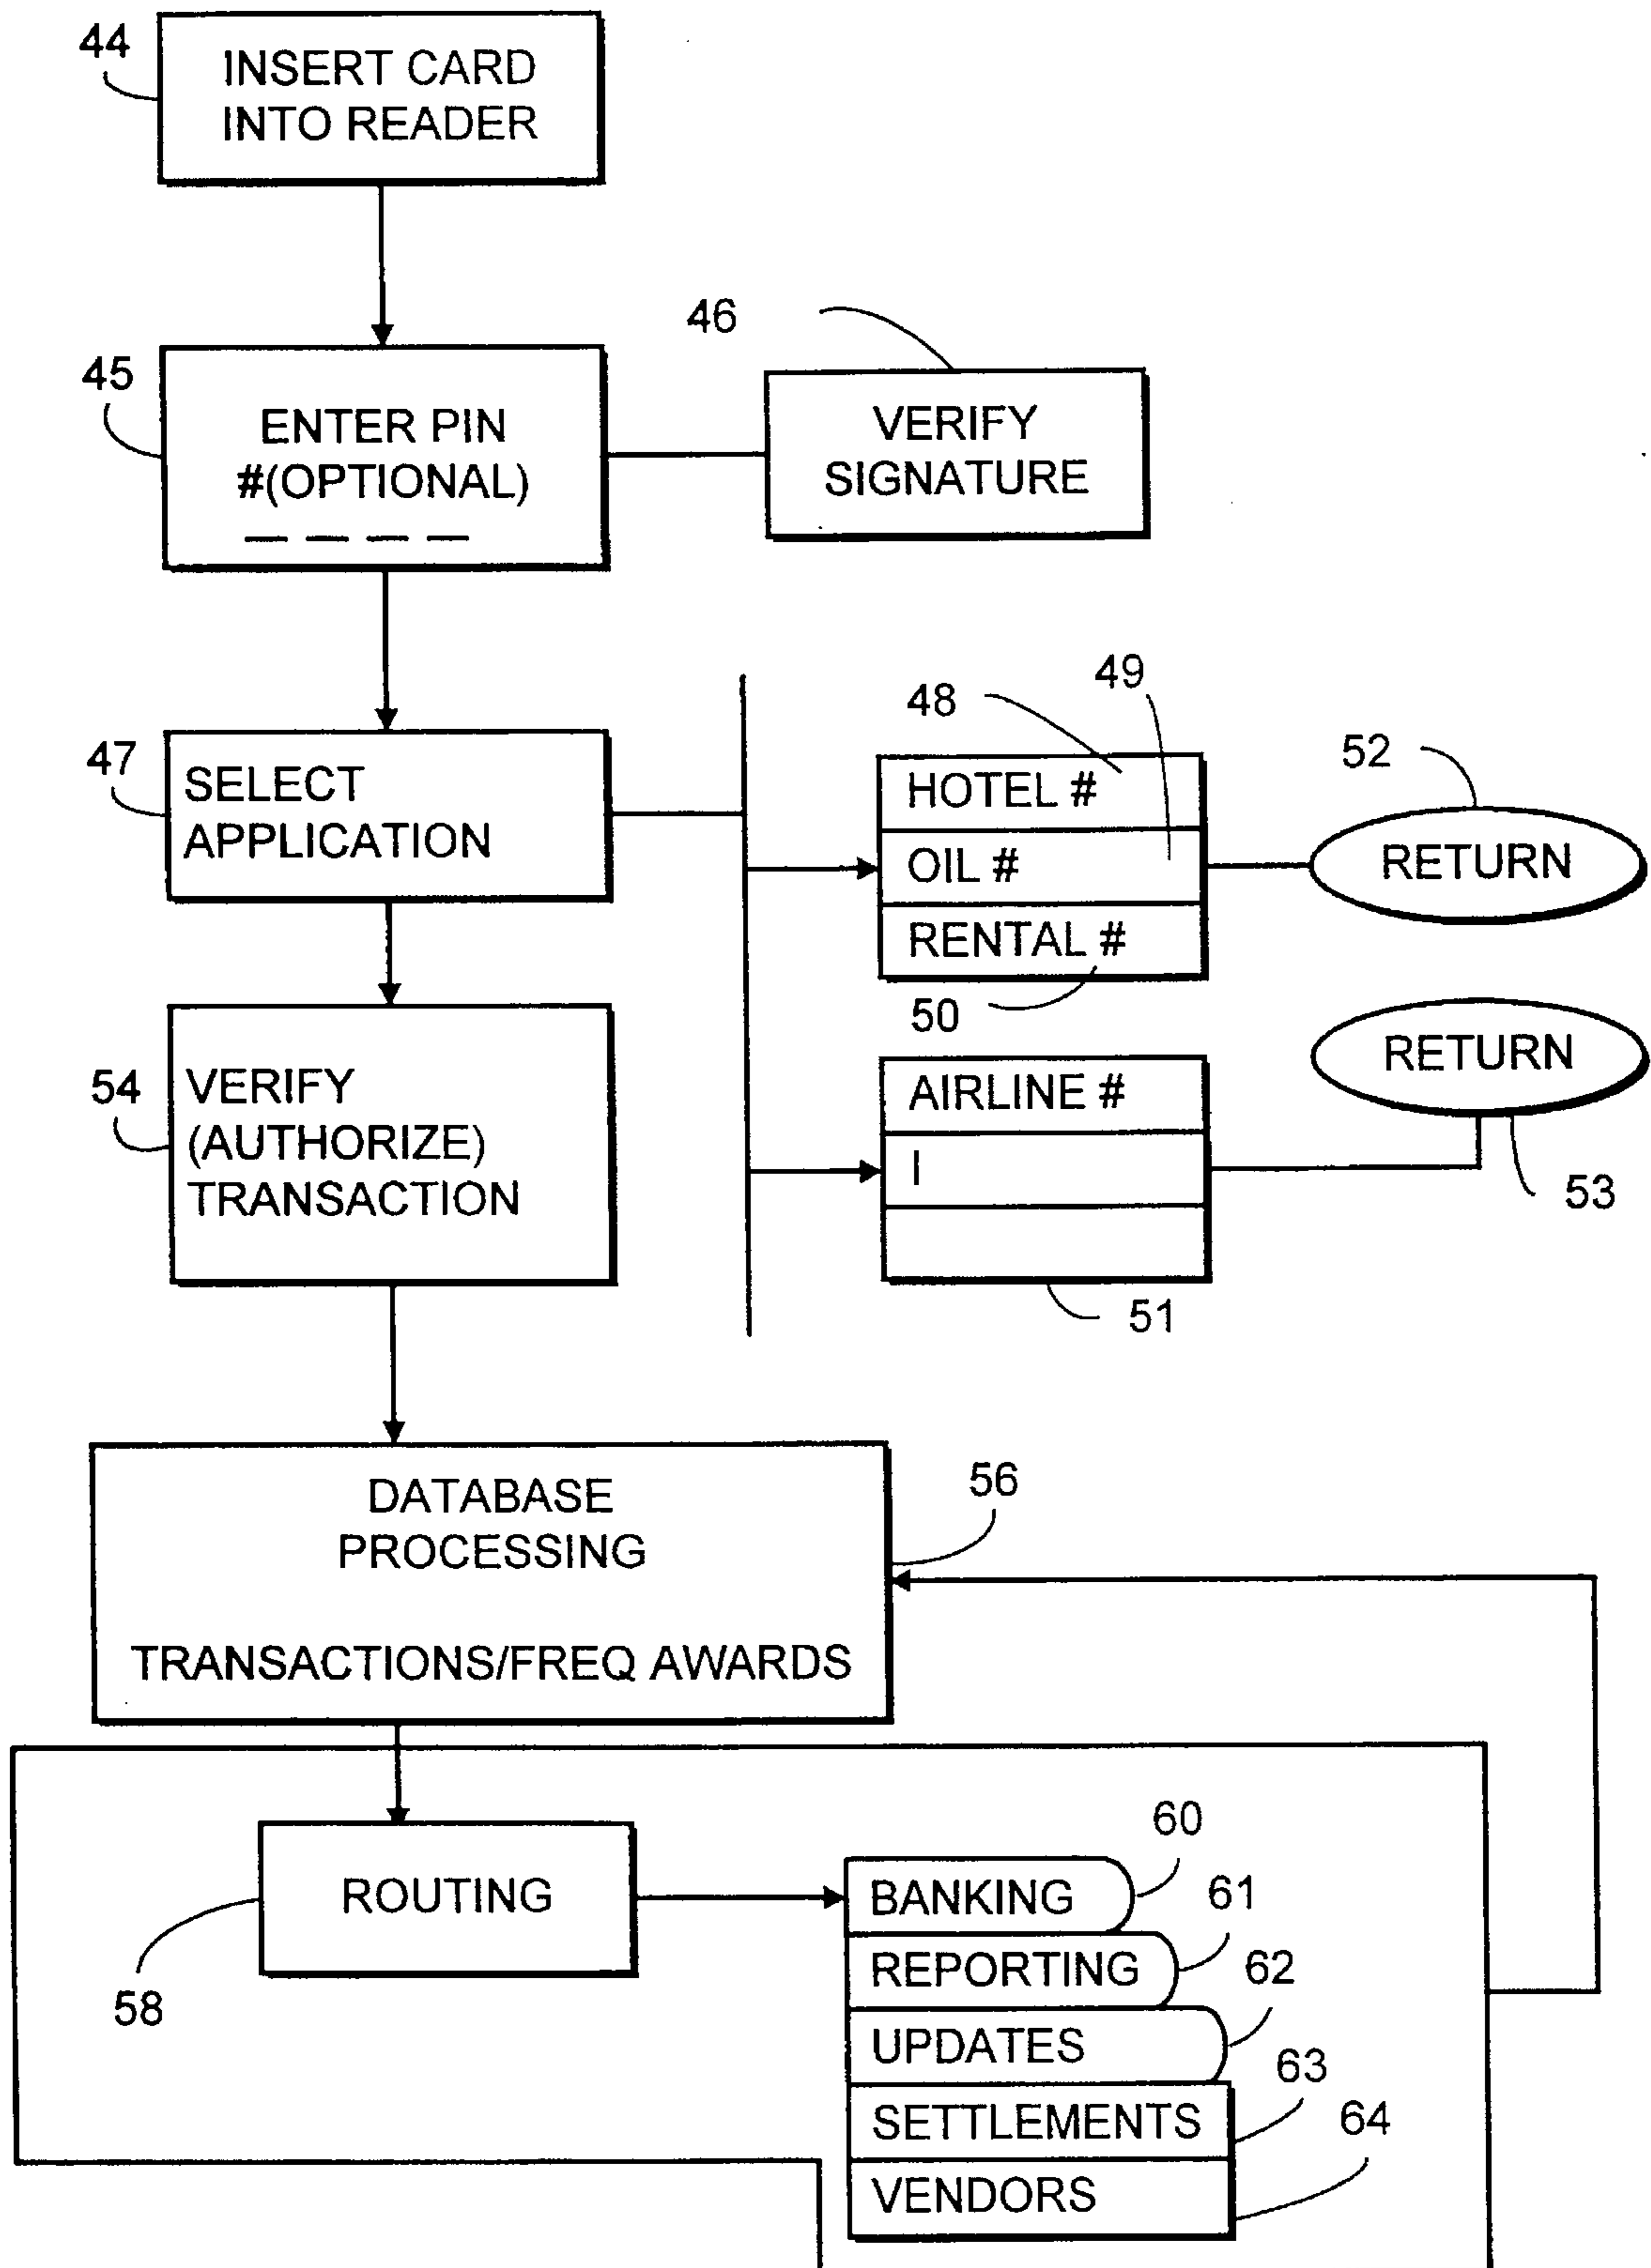 44
INSERT CARD
INTO READER
46
45
ENTER PIN
#(OPTIONAL)
_ _ _ _
VERIFY
SIGNATURE
48
49
47
SELECT
APPLICATION
HOTEL #
OIL #
RENTAL #
50
52
RETURN
54
VERIFY
(AUTHORIZE)
TRANSACTION
AIRLINE #
I
51
RETURN
53
56
DATABASE
PROCESSING
TRANSACTIONS/FREQ AWARDS
58
ROUTING
60
BANKING
61
REPORTING
62
UPDATES
63
SETTLEMENTS
64
VENDORS